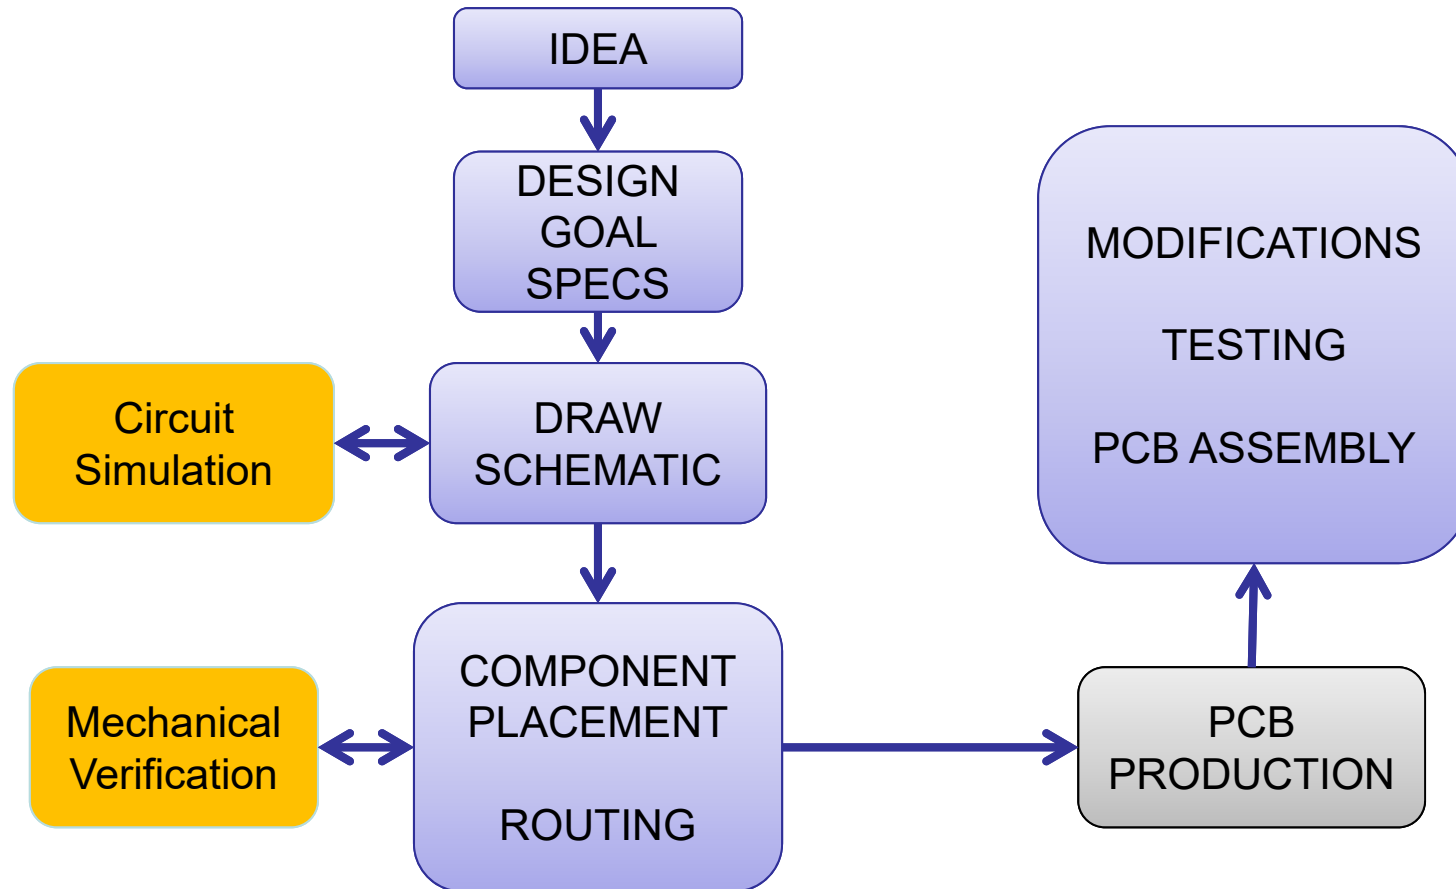 IDEA
DESIGN
GOAL
SPECS
Circuit
Simulation
DRAW
SCHEMATIC
Mechanical
Verification
COMPONENT
PLACEMENT
ROUTING
PCB
PRODUCTION
MODIFICATIONS
TESTING
PCB ASSEMBLY